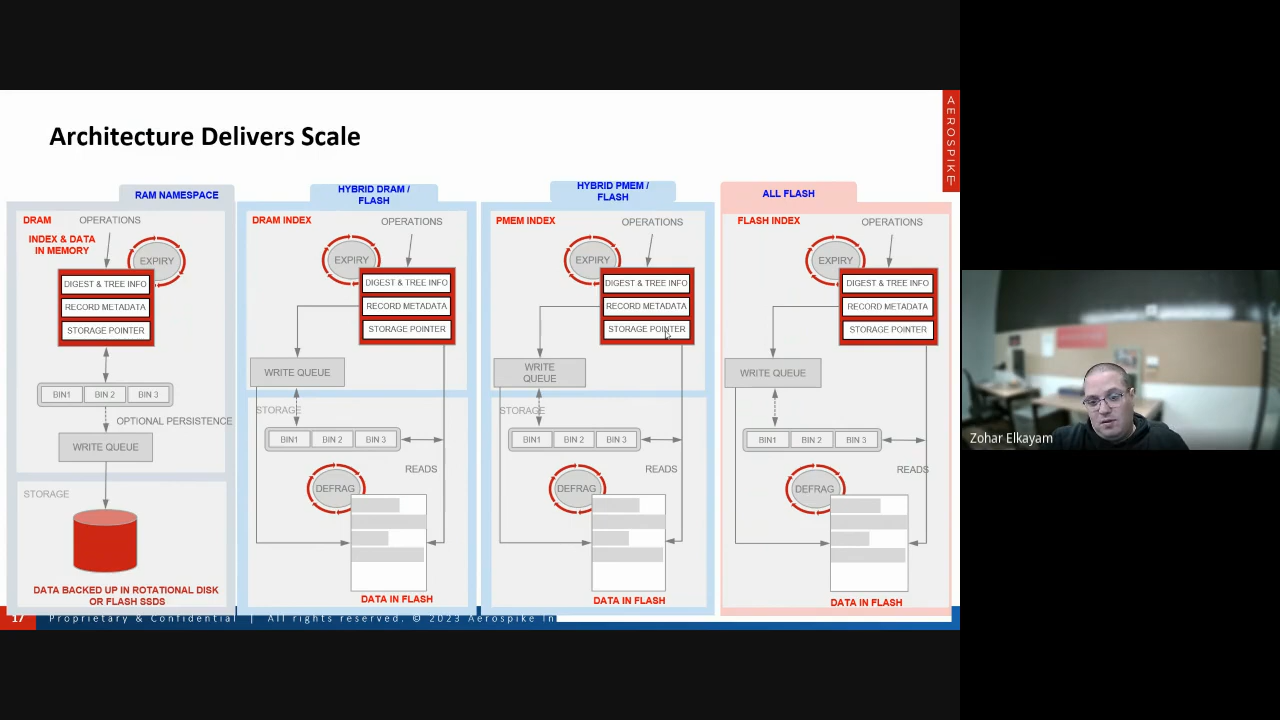 Architecture Delivers Scale
AEROSPIKE
RAM NAMESPACE
DRAM
OPERATIONS
INDEX & DATA
IN MEMORY
EXPIRY
DIGEST & TREE INFO
RECORD METADATA
STORAGE POINTER
BIN1 BIN 2 BIN 3
OPTIONAL PERSISTENCE
WRITE QUEUE
STORAGE
DATA BACKED UP IN ROTATIONAL DISK
OR FLASH SSDS
HYBRID DRAM /
FLASH
DRAM INDEX
OPERATIONS
EXPIRY
DIGEST & TREE INFO
RECORD METADATA
STORAGE POINTER
WRITE QUEUE
STORAGE
BIN1 BIN 2 BIN 3
READS
DEFRAG
DATA IN FLASH
HYBRID PMEM /
FLASH
PMEM INDEX
OPERATIONS
EXPIRY
DIGEST & TREE INFO
RECORD METADATA
STORAGE POINTER
WRITE
QUEUE
STORAGE
BIN1 BIN 2 BIN 3
READS
DEFRAG
DATA IN FLASH
ALL FLASH
FLASH INDEX
OPERATIONS
EXPIRY
DIGEST & TREE INFO
RECORD METADATA
STORAGE POINTER
WRITE QUEUE
BIN1 BIN 2 BIN 3
READS
DEFRAG
DATA IN FLASH
17 Proprietary & Confidential | All rights reserved. © 2023 Aerospike In
Zohar Elkayam